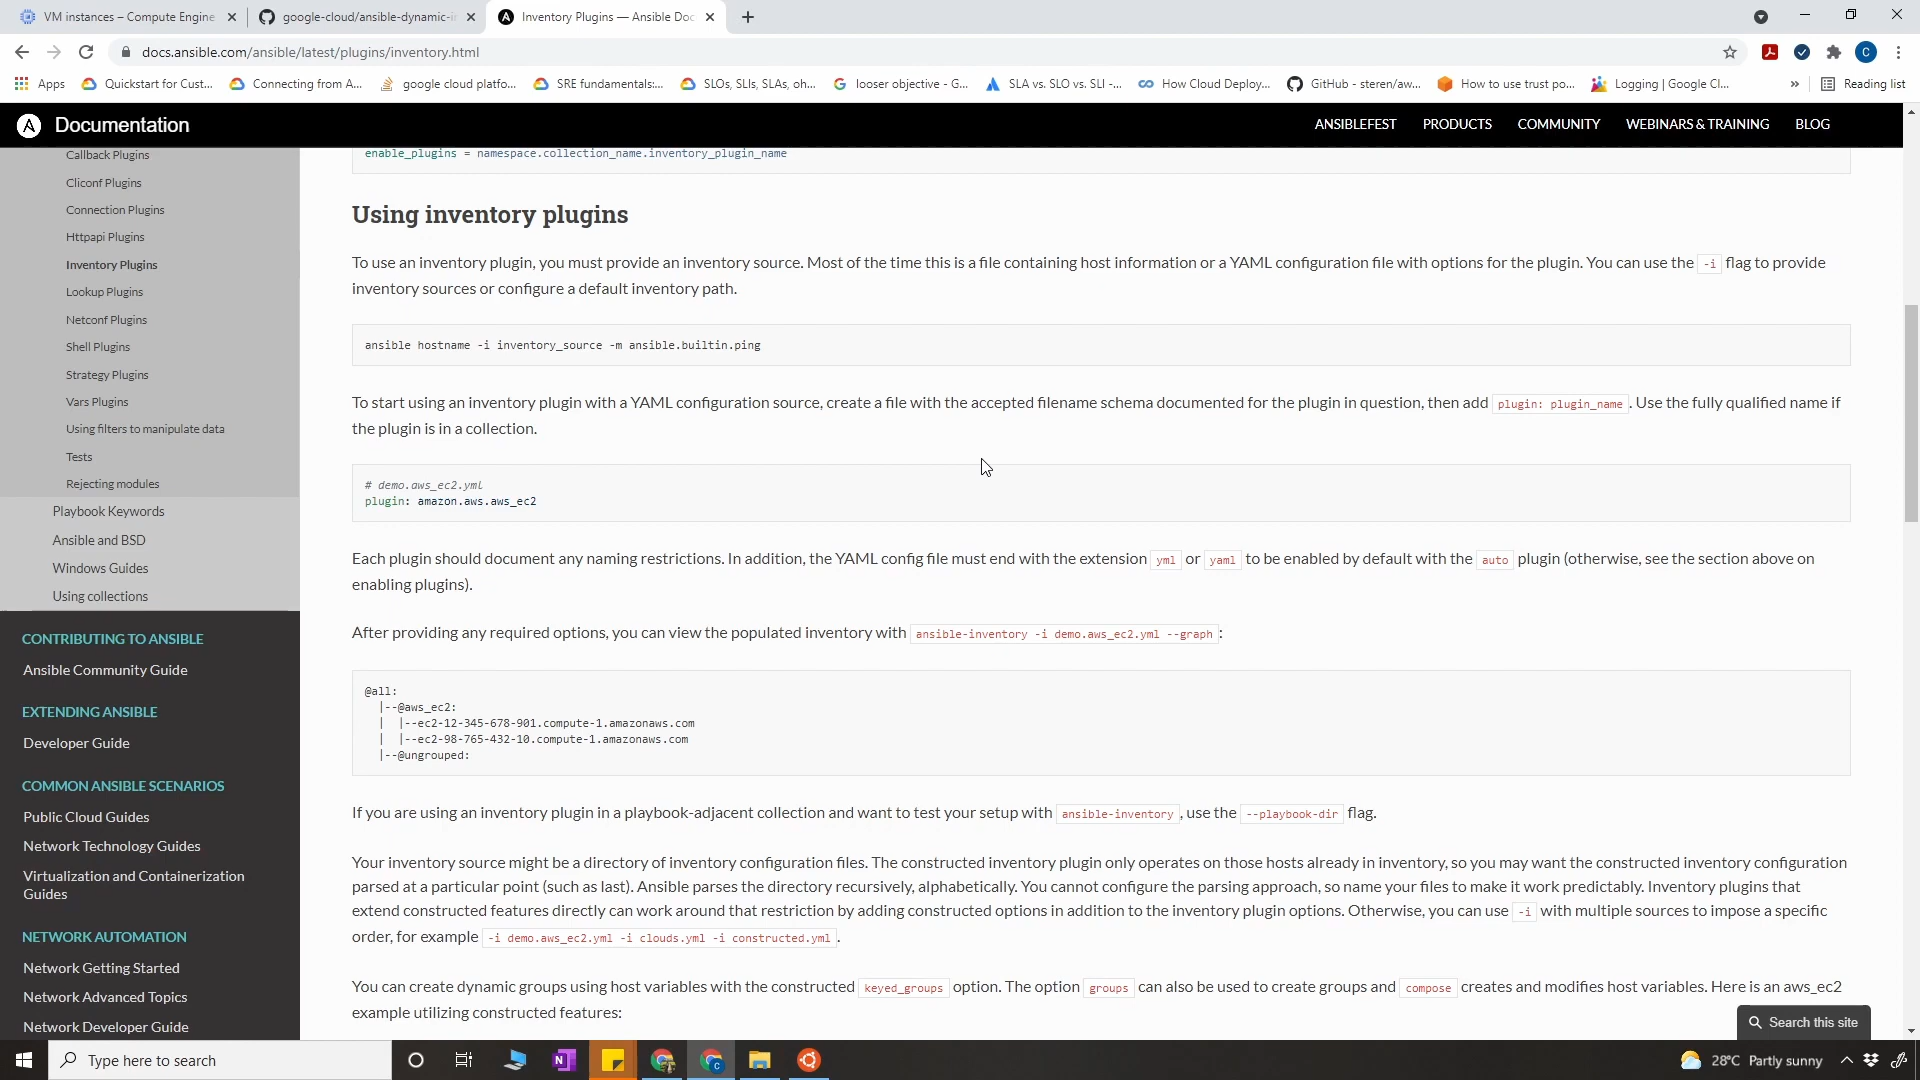 VM instances – Compute Engine
google-cloud/ansible-dynamic-i
Inventory Plugins — Ansible Doc
docs.ansible.com/ansible/latest/plugins/inventory.html
C
Apps
Quickstart for Cust...
Connecting from A...
google cloud platfo...
SRE fundamentals:...
SLOs, SLIs, SLAs, oh...
looser objective - G...
SLA vs. SLO vs. SLI -...
How Cloud Deploy...
GitHub - steren/aw...
How to use trust po...
Logging | Google Cl...
»
Reading list
Documentation
ANSIBLEFEST
PRODUCTS
COMMUNITY
WEBINARS & TRAINING
BLOG
Callback Plugins
Cliconf Plugins
Connection Plugins
Httpapi Plugins
Inventory Plugins
Lookup Plugins
Netconf Plugins
Shell Plugins
Strategy Plugins
Vars Plugins
Using filters to manipulate data
Tests
Rejecting modules
Playbook Keywords
Ansible and BSD
Windows Guides
Using collections
CONTRIBUTING TO ANSIBLE
Ansible Community Guide
EXTENDING ANSIBLE
Developer Guide
COMMON ANSIBLE SCENARIOS
Public Cloud Guides
Network Technology Guides
Virtualization and Containerization
Guides
NETWORK AUTOMATION
Network Getting Started
Network Advanced Topics
Network Developer Guide
enable_plugins = namespace.collection_name.inventory_plugin_name
Using inventory plugins
To use an inventory plugin, you must provide an inventory source. Most of the time this is a file containing host information or a YAML configuration file with options for the plugin. You can use the -i flag to provide
inventory sources or configure a default inventory path.
ansible hostname -i inventory_source -m ansible.builtin.ping
To start using an inventory plugin with a YAML configuration source, create a file with the accepted filename schema documented for the plugin in question, then add plugin: plugin_name. Use the fully qualified name if
the plugin is in a collection.
# demo.aws_ec2.yml
plugin: amazon.aws.aws_ec2
Each plugin should document any naming restrictions. In addition, the YAML config file must end with the extension yml or yaml to be enabled by default with the auto plugin (otherwise, see the section above on
enabling plugins).
After providing any required options, you can view the populated inventory with ansible-inventory -i demo.aws_ec2.yml --graph:
@all:
|--@aws_ec2:
| |--ec2-12-345-678-901.compute-1.amazonaws.com
| |--ec2-98-765-432-10.compute-1.amazonaws.com
|--@ungrouped:
If you are using an inventory plugin in a playbook-adjacent collection and want to test your setup with ansible-inventory, use the --playbook-dir flag.
Your inventory source might be a directory of inventory configuration files. The constructed inventory plugin only operates on those hosts already in inventory, so you may want the constructed inventory configuration
parsed at a particular point (such as last). Ansible parses the directory recursively, alphabetically. You cannot configure the parsing approach, so name your files to make it work predictably. Inventory plugins that
extend constructed features directly can work around that restriction by adding constructed options in addition to the inventory plugin options. Otherwise, you can use -i with multiple sources to impose a specific
order, for example -i demo.aws_ec2.yml -i clouds.yml -i constructed.yml.
You can create dynamic groups using host variables with the constructed keyed_groups option. The option groups can also be used to create groups and compose creates and modifies host variables. Here is an aws_ec2
example utilizing constructed features:
Search this site
Type here to search
28°C Partly sunny